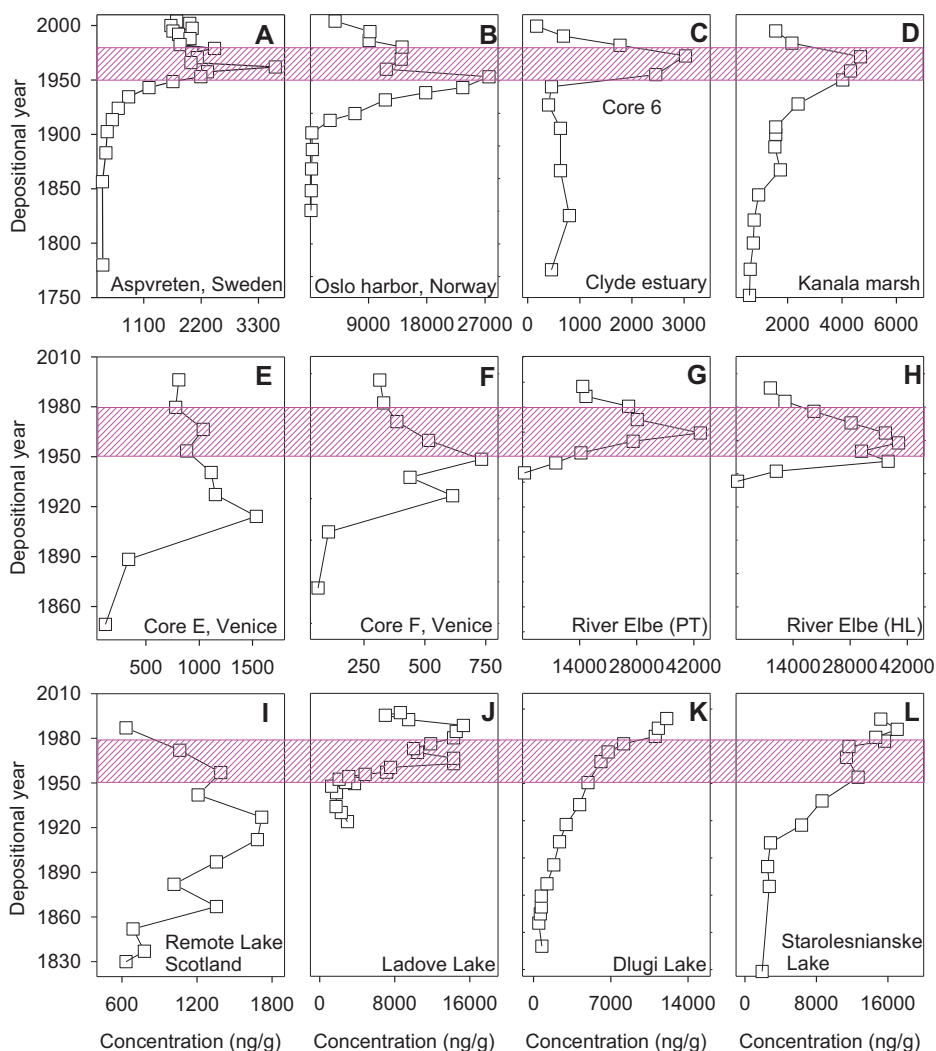 Depositional year
2000
1950
1900
1850
1800
1750
A
Aspvreten, Sweden
1100 2200 3300
B
Oslo harbor, Norway
9000 18000 27000
C
Core 6
Clyde estuary
0 1000 2000 3000
D
Kanala marsh
2000 4000 6000
Depositional year
2010
1980
1950
1920
1890
1860
E
Core E, Venice
500 1000 1500
F
Core F, Venice
250 500 750
G
River Elbe (PT)
14000 28000 42000
H
River Elbe (HL)
14000 28000 42000
Depositional year
2010
1980
1950
1920
1890
1860
1830
I
Remote Lake
Scotland
600 1200 1800
Concentration (ng/g)
J
Ladove Lake
0 4000 8000 12000 16000
Concentration (ng/g)
K
Dlugi Lake
0 7000 14000
Concentration (ng/g)
L
Starolesnianske
Lake
0 8000 16000
Concentration (ng/g)